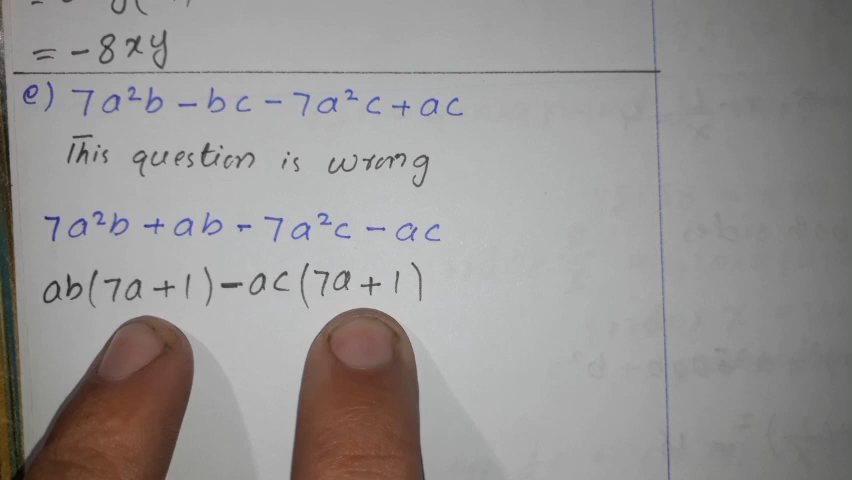 = -8xy
e) 7a²b - bc - 7a²c + ac
This question is wrong
7a²b + ab - 7a²c - ac
ab(7a+1)-ac(7a+1)